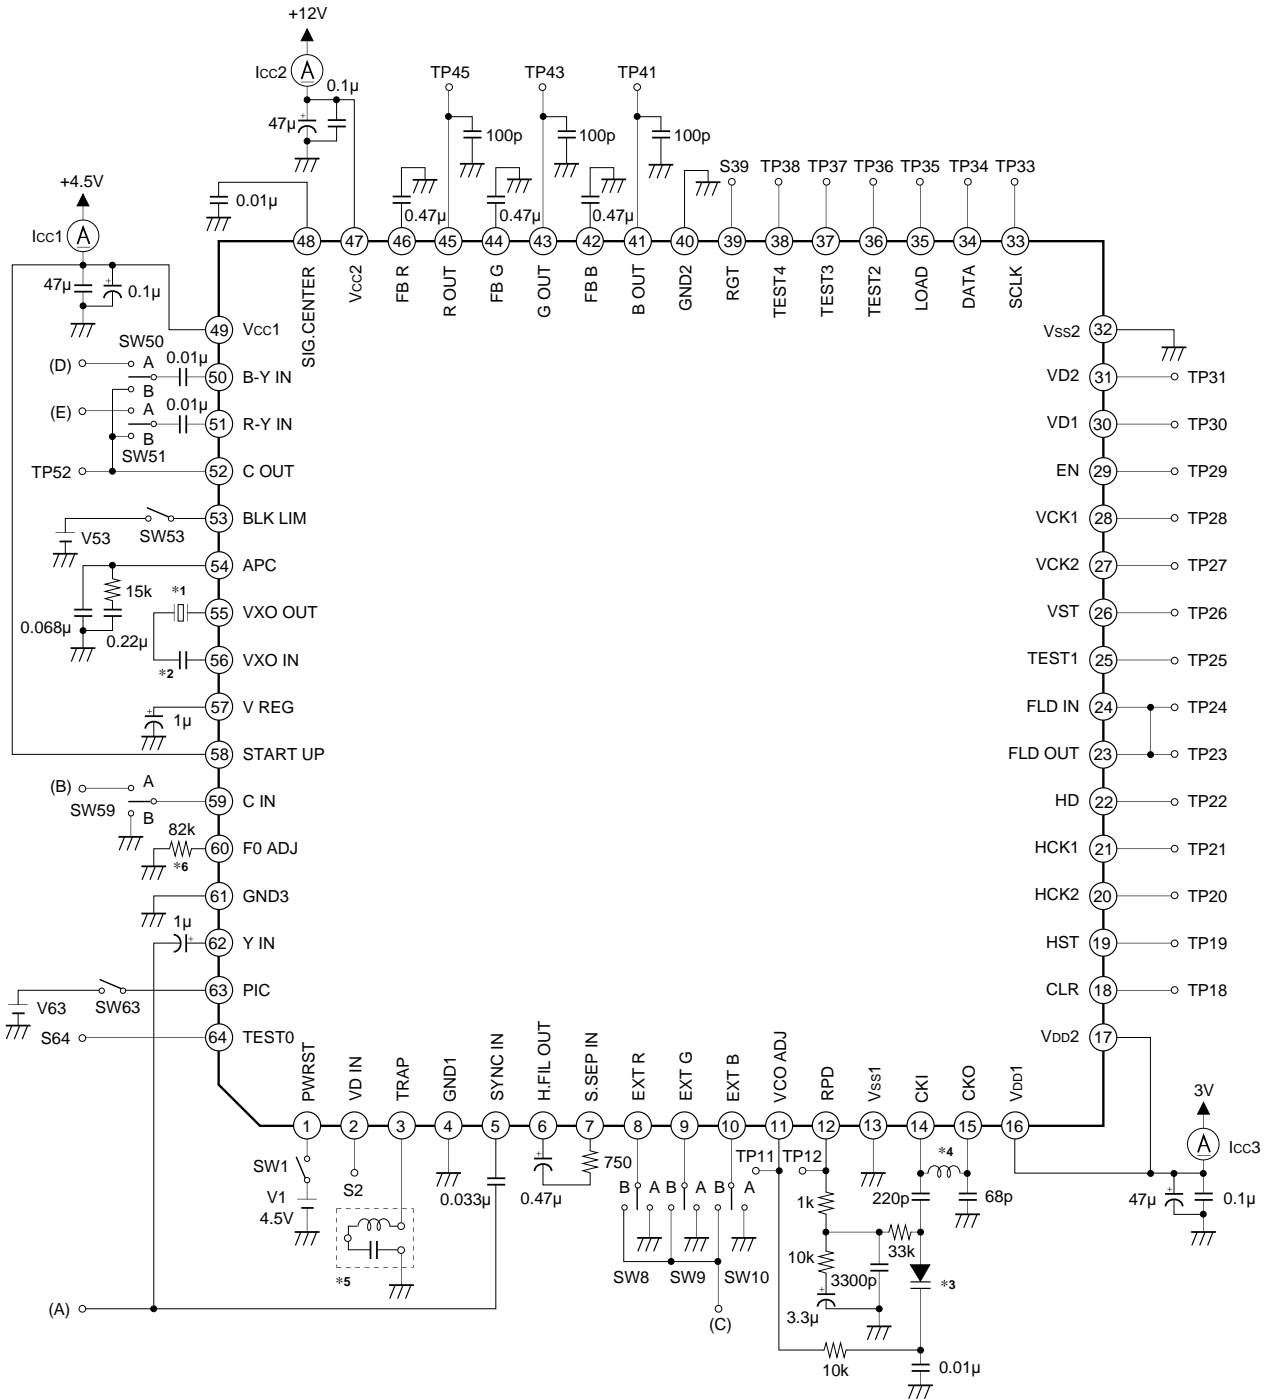 +12V
Icc2
A
0.1µ
47µ
TP45
TP43
TP41
100p
100p
100p
+4.5V
Icc1
A
0.01µ
0.47µ
0.47µ
0.47µ
S39
TP38
TP37
TP36
TP35
TP34
TP33
48
47
46
45
44
43
42
41
40
39
38
37
36
35
34
33
SIG.CENTER
Vcc2
FB R
R OUT
FB G
G OUT
FB B
B OUT
GND2
RGT
TEST4
TEST3
TEST2
LOAD
DATA
SCLK
47µ
0.1µ
49 Vcc1
SW50
(D)
A
B
0.01µ
50 B-Y IN
(E)
A
B
0.01µ
SW51
51 R-Y IN
TP52
52 C OUT
V53
SW53
53 BLK LIM
54 APC
15k
0.068µ
0.22µ
*1
55 VXO OUT
*2
56 VXO IN
1µ
57 V REG
58 START UP
(B)
A
B
SW59
59 C IN
82k
*6
60 F0 ADJ
61 GND3
1µ
62 Y IN
V63
SW63
63 PIC
S64
64 TEST0
Vss2 32
VD2 31 TP31
VD1 30 TP30
EN 29 TP29
VCK1 28 TP28
VCK2 27 TP27
VST 26 TP26
TEST1 25 TP25
FLD IN 24 TP24
FLD OUT 23 TP23
HD 22 TP22
HCK1 21 TP21
HCK2 20 TP20
HST 19 TP19
CLR 18 TP18
VDD2 17
PWRST
VD IN
TRAP
GND1
SYNC IN
H.FIL OUT
S.SEP IN
EXT R
EXT G
EXT B
VCO ADJ
RPD
Vss1
CKI
CKO
VDD1
1
2
3
4
5
6
7
8
9
10
11
12
13
14
15
16
3V
A
Icc3
47µ
0.1µ
SW1
V1
4.5V
S2
*5
0.033µ
0.47µ
750
B
A
B
A
B
A
SW8
SW9
SW10
(C)
TP11
TP12
1k
10k
3300p
3.3µ
33k
220p
*4
68p
*3
10k
0.01µ
(A)